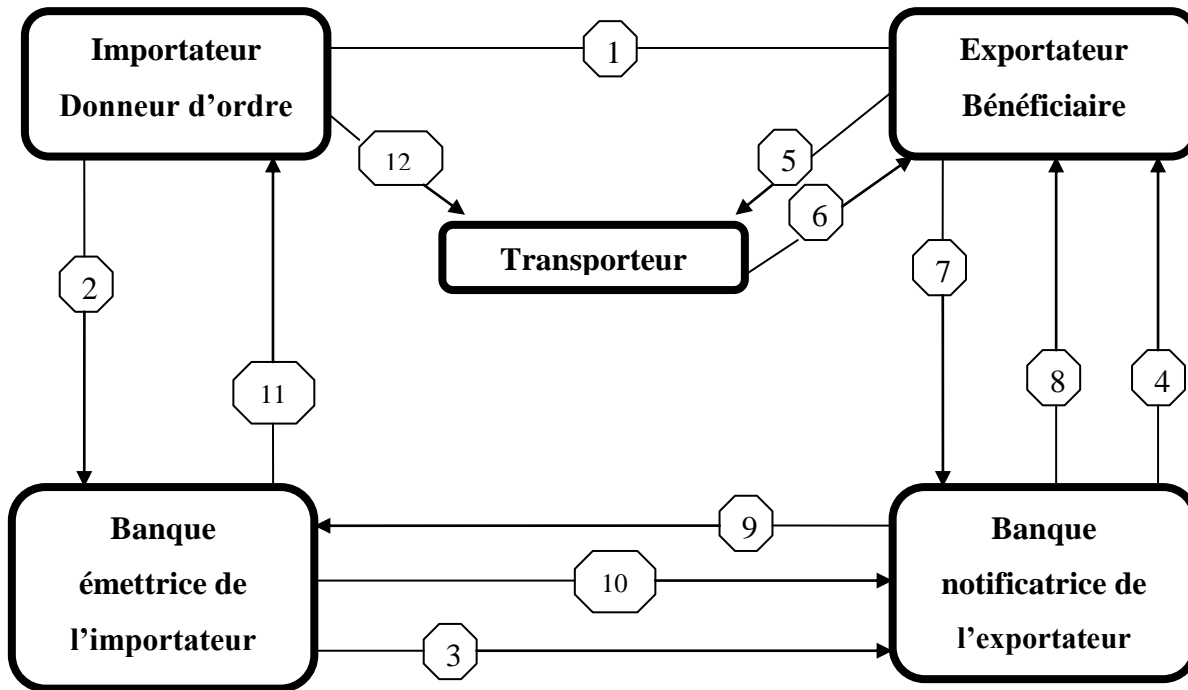 Importateur
Donneur d'ordre
1
Exportateur
Bénéficiaire
12
5
6
Transporteur
2
7
11
8
4
Banque
émettrice de
l'importateur
9
10
3
Banque
notificatrice de
l'exportateur